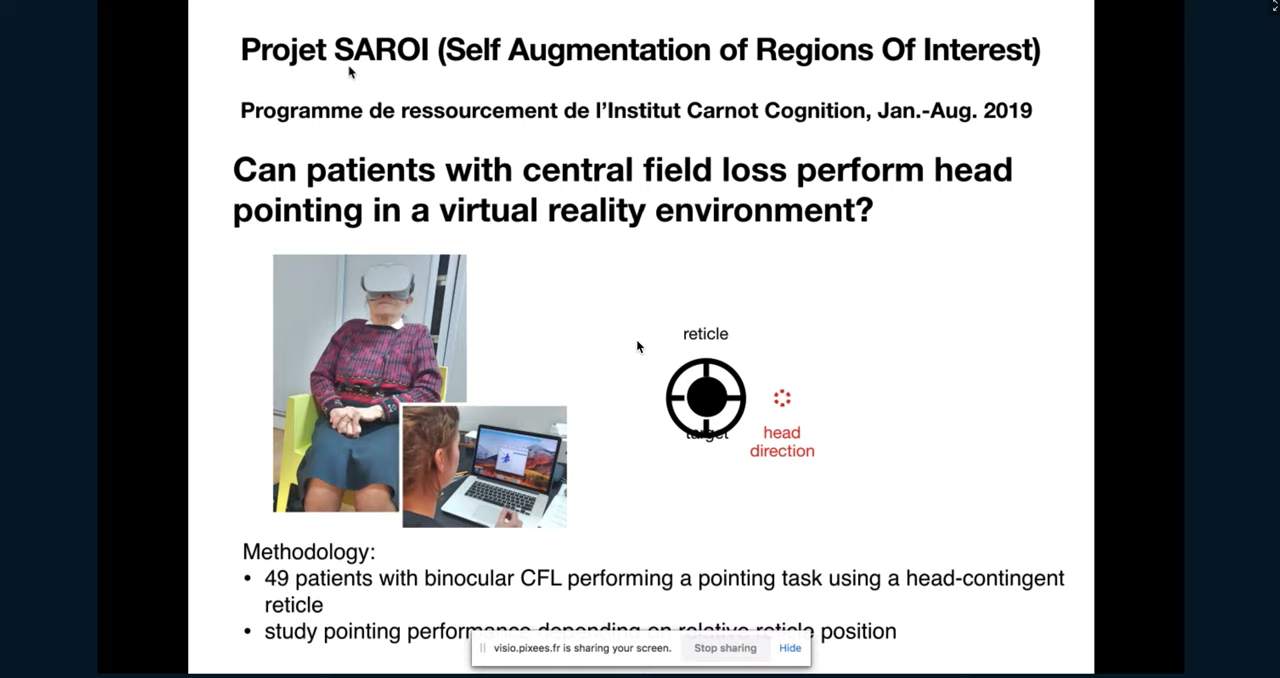 Projet SAROI (Self Augmentation of Regions Of Interest)
Programme de ressourcement de l'Institut Carnot Cognition, Jan.-Aug. 2019
Can patients with central field loss perform head
pointing in a virtual reality environment?
reticle
target
head
direction
Methodology:
• 49 patients with binocular CFL performing a pointing task using a head-contingent
reticle
• study pointing performance depending on relative reticle position
visio.pixees.fr is sharing your screen.
Stop sharing
Hide